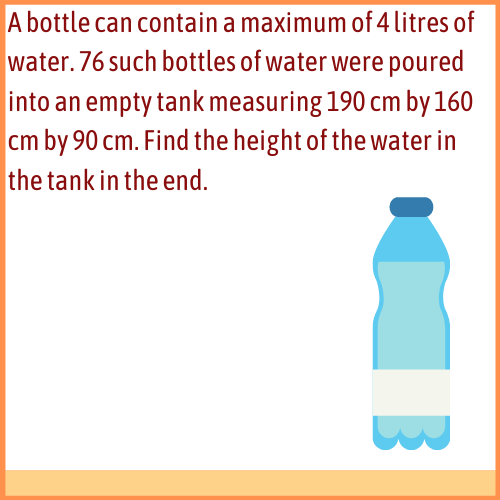 A bottle can contain a maximum of 4 litres of
water. 76 such bottles of water were poured
into an empty tank measuring 190 cm by 160
cm by 90 cm. Find the height of the water in
the tank in the end.